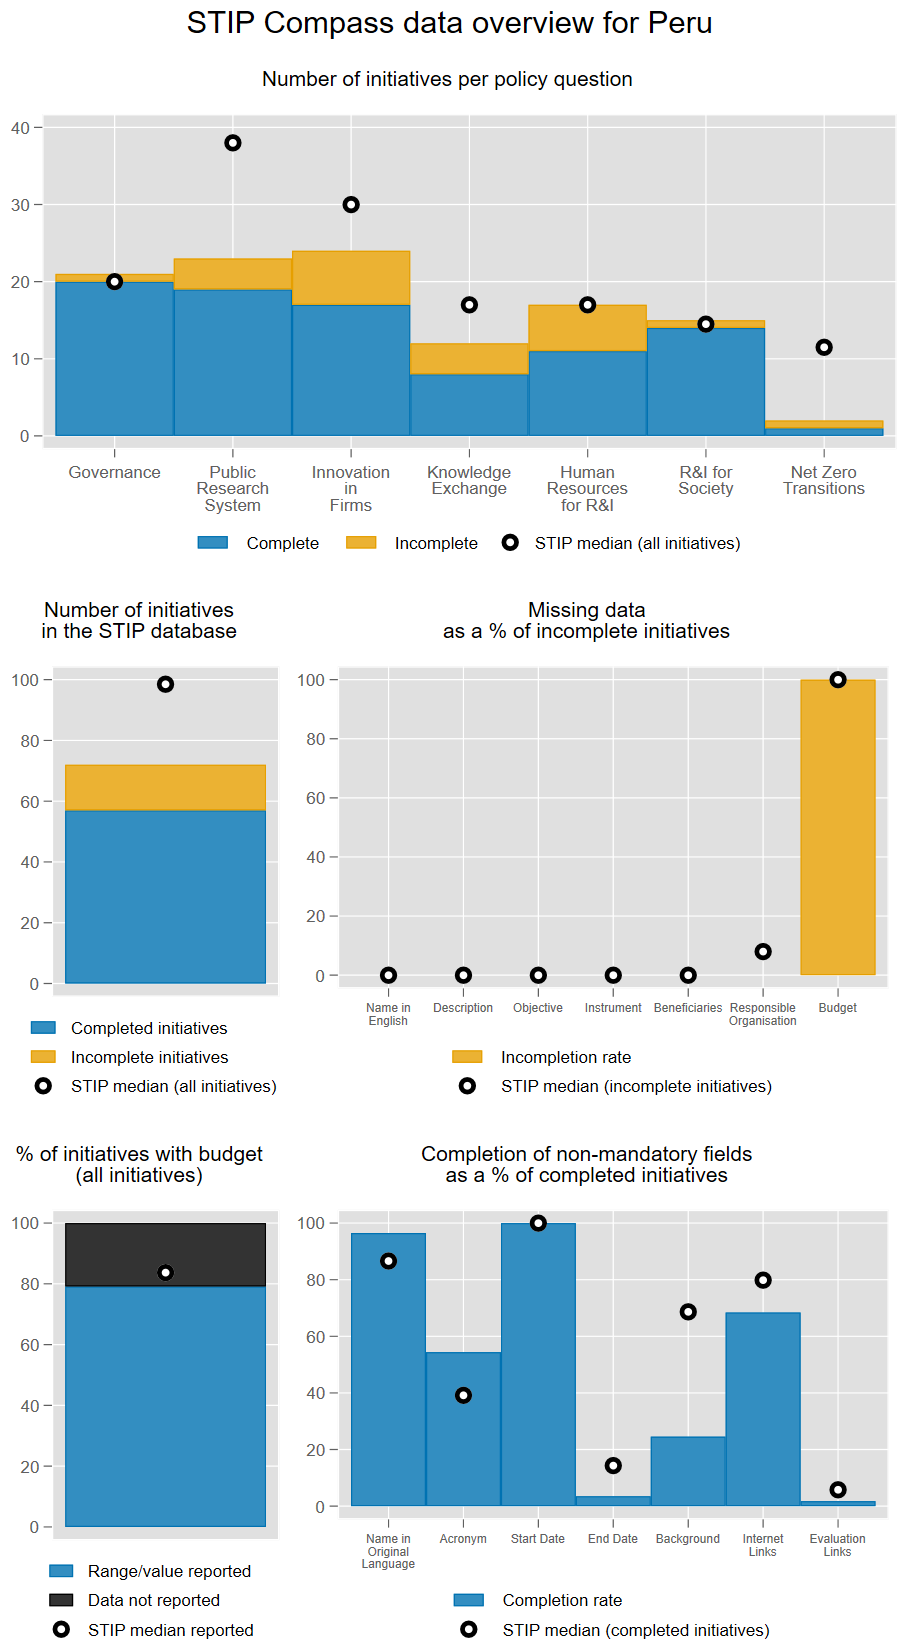 STIP Compass data overview for Peru
Number of initiatives per policy question
40
30
20
10
0
Governance
Public
Research
System
Innovation
in
Firms
Knowledge
Exchange
Human
Resources
for R&I
R&I for
Society
Net Zero
Transitions
Complete
Incomplete
STIP median (all initiatives)
Number of initiatives
in the STIP database
100
80
60
40
20
0
Completed initiatives
Incomplete initiatives
STIP median (all initiatives)
Missing data
as a % of incomplete initiatives
100
80
60
40
20
0
Name in
English
Description
Objective
Instrument
Beneficiaries
Responsible
Organisation
Budget
Incompletion rate
STIP median (incomplete initiatives)
% of initiatives with budget
(all initiatives)
100
80
60
40
20
0
Range/value reported
Data not reported
STIP median reported
Completion of non-mandatory fields
as a % of completed initiatives
100
80
60
40
20
0
Name in
Original
Language
Acronym
Start Date
End Date
Background
Internet
Links
Evaluation
Links
Completion rate
STIP median (completed initiatives)